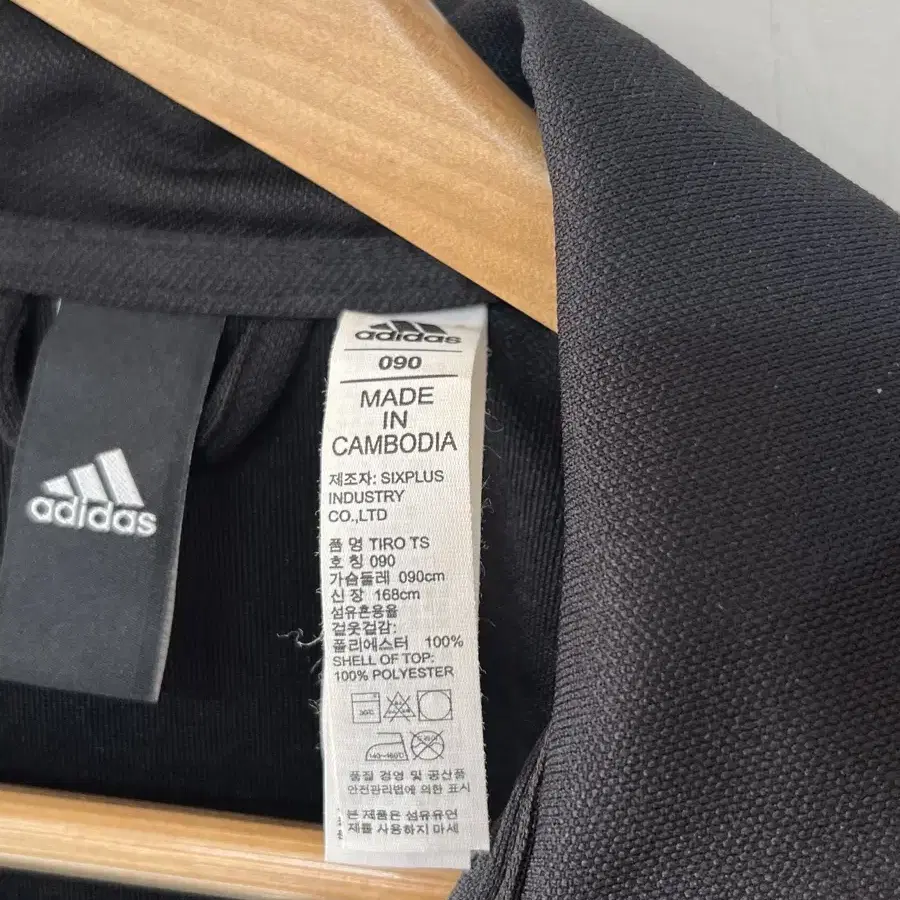 adidas
adidas
090
MADE
IN
CAMBODIA
제조자: SIXPLUS
INDUSTRY
CO.,LTD
품 명 TIRO TS
호 칭 090
가슴둘레 090cm
신 장 168cm
섬유혼용율
겉옷겉감:
폴리에스터 100%
SHELL OF TOP:
100% POLYESTER
140~160℃
품질 경영 및 공산품
안전관리법에 의한 표시
본 제품은 섬유유연
제를 사용하지 마세